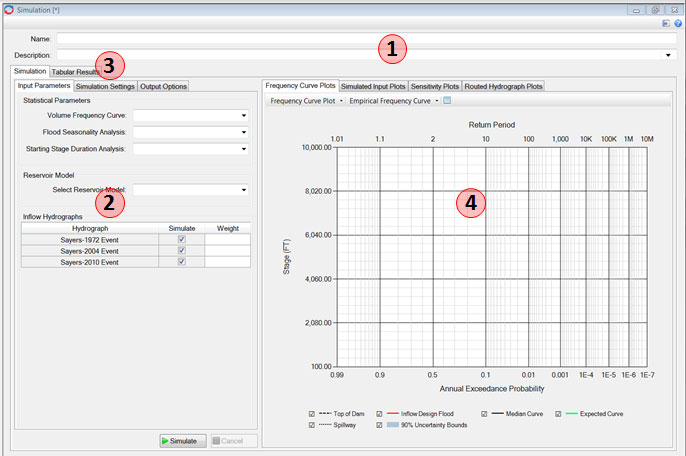 Simulation [*]
Name:
Description:
1
Simulation Tabular Results
3
Input Parameters Simulation Settings Output Options
Statistical Parameters
Volume Frequency Curve:
Flood Seasonality Analysis:
Starting Stage Duration Analysis:
Reservoir Model
Select Reservoir Model:
2
Inflow Hydrographs
Hydrograph Simulate Weight
Sayers-1972 Event
Sayers-2004 Event
Sayers-2010 Event
Simulate Cancel
Frequency Curve Plots Simulated Input Plots Sensitivity Plots Routed Hydrograph Plots
Frequency Curve Plot Empirical Frequency Curve
Return Period
1.01 1.1 2 10 100 1,000 10K 100K 1M 10M
10,000.00
8,020.00
6,040.00
4,060.00
2,080.00
100.00
Stage (FT)
4
0.99 0.9 0.5 0.1 0.01 0.001 1E-4 1E-5 1E-6 1E-7
Annual Exceedance Probability
Top of Dam Inflow Design Flood Median Curve Expected Curve
Spillway 90% Uncertainty Bounds